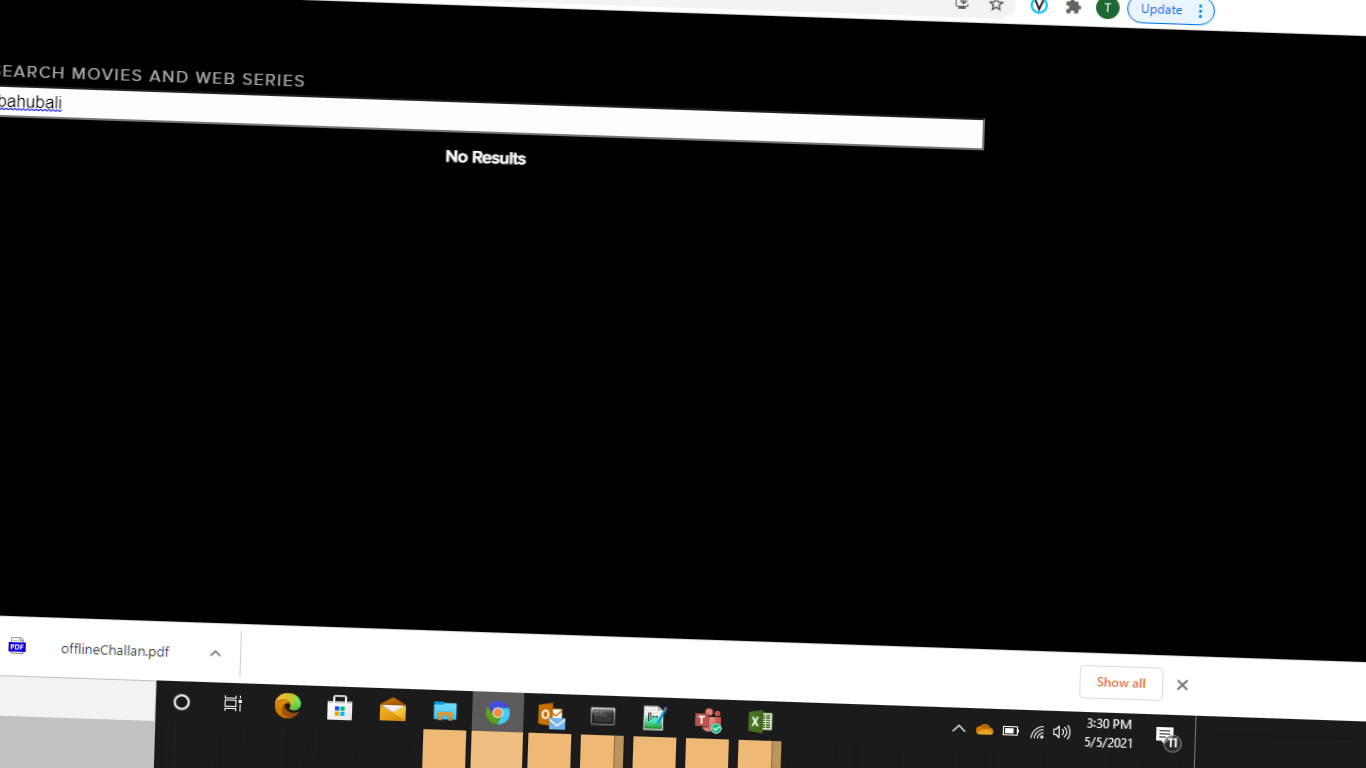 T
Update
SEARCH MOVIES AND WEB SERIES
bahubali
No Results
PDF
offlineChallan.pdf
Show all
3:30 PM
5/5/2021
11